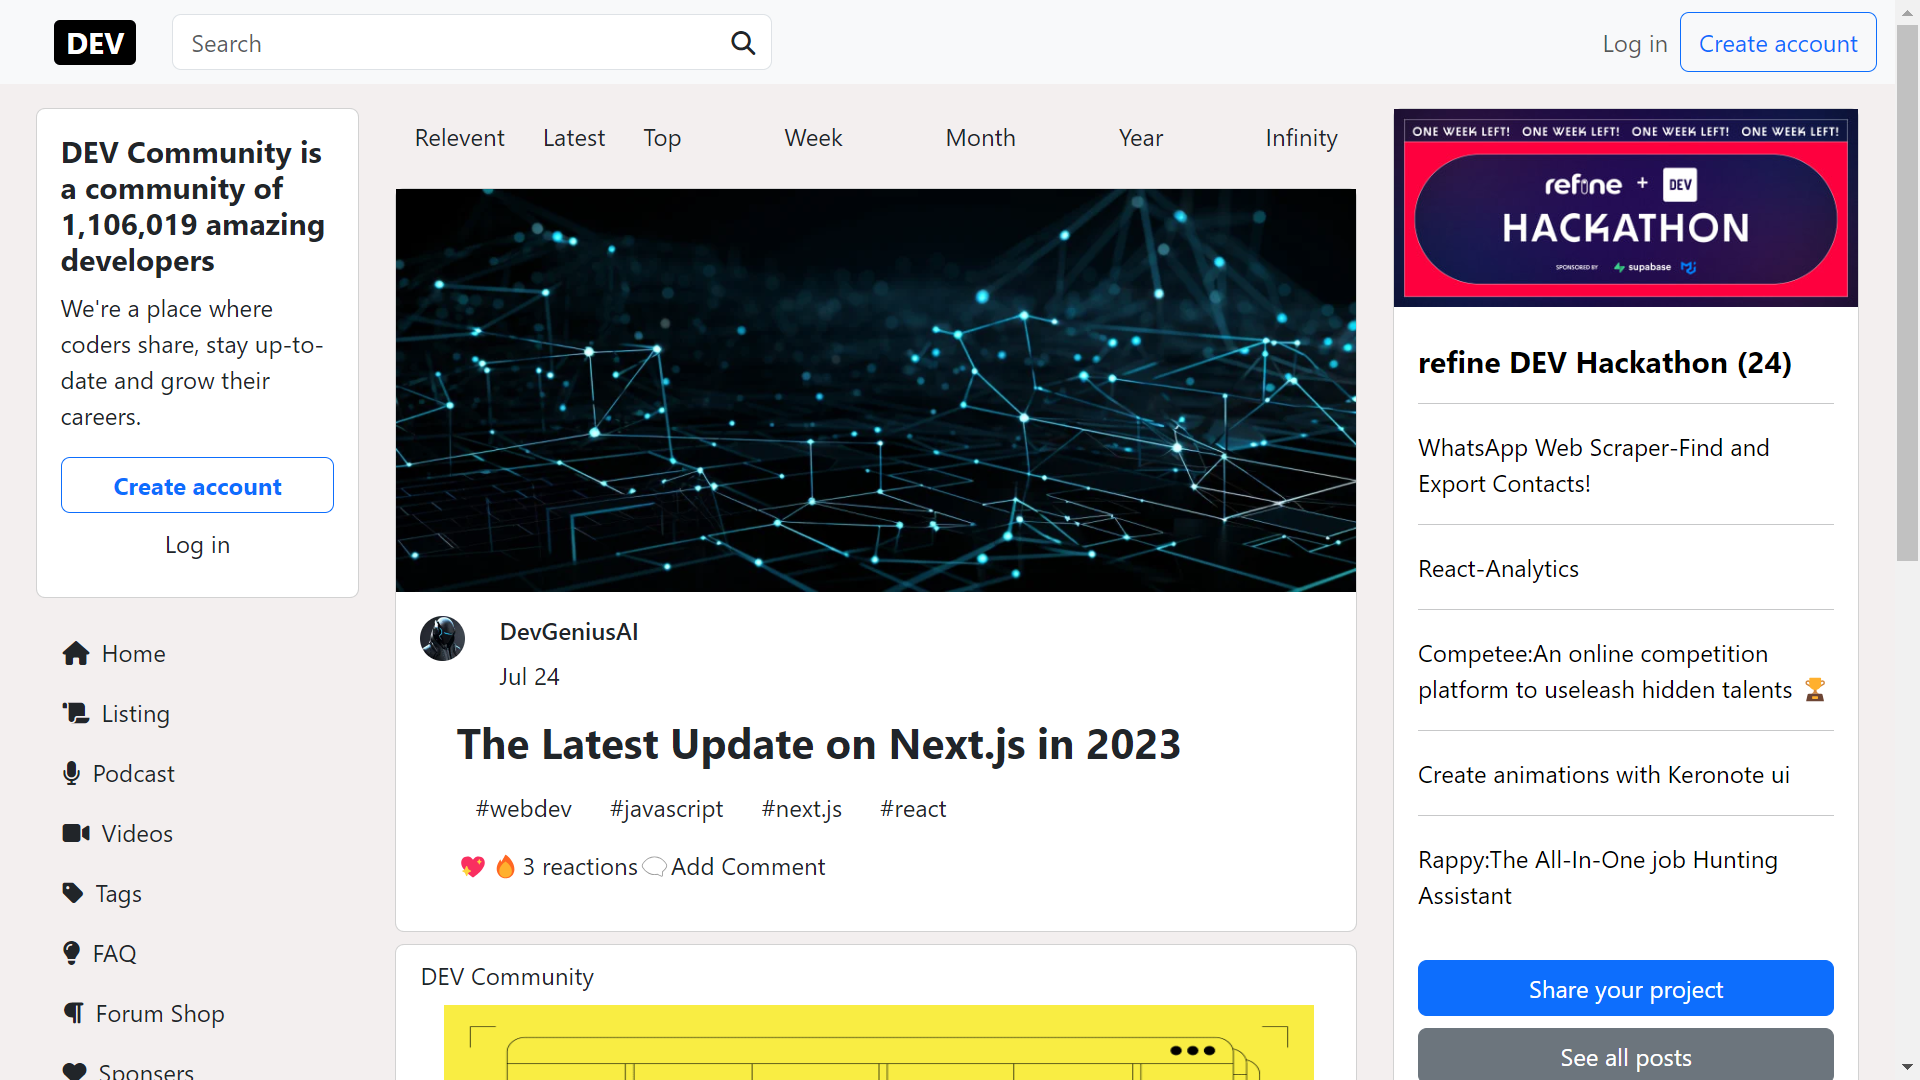 DEV
Search
Log in
Create account
DEV Community is
a community of
1,106,019 amazing
developers
We're a place where
coders share, stay up-to-
date and grow their
careers.
Create account
Log in
Home
Listing
Podcast
Videos
Tags
FAQ
Forum Shop
Sponsers
Relevent Latest Top Week Month Year Infinity
DevGeniusAI
Jul 24
The Latest Update on Next.js in 2023
#webdev #javascript #next.js #react
💖 🔥 3 reactions 🗨️ Add Comment
DEV Community
ONE WEEK LEFT! ONE WEEK LEFT! ONE WEEK LEFT! ONE WEEK LEFT!
refine + DEV
HACKATHON
SPONSORED BY supabase
refine DEV Hackathon (24)
WhatsApp Web Scraper-Find and
Export Contacts!
React-Analytics
Competee:An online competition
platform to useleash hidden talents 🏆
Create animations with Keronote ui
Rappy:The All-In-One job Hunting
Assistant
Share your project
See all posts